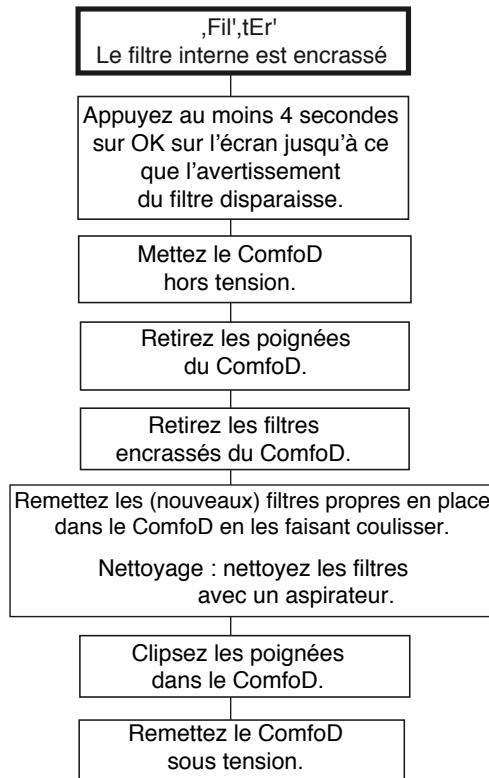 ,Fil',tEr'
Le filtre interne est encrassé
Appuyez au moins 4 secondes
sur OK sur l'écran jusqu'à ce
que l'avertissement
du filtre disparaisse.
Mettez le ComfoD
hors tension.
Retirez les poignées
du ComfoD.
Retirez les filtres
encrassés du ComfoD.
Remettez les (nouveaux) filtres propres en place
dans le ComfoD en les faisant coulisser.
Nettoyage : nettoyez les filtres
avec un aspirateur.
Clipsez les poignées
dans le ComfoD.
Remettez le ComfoD
sous tension.